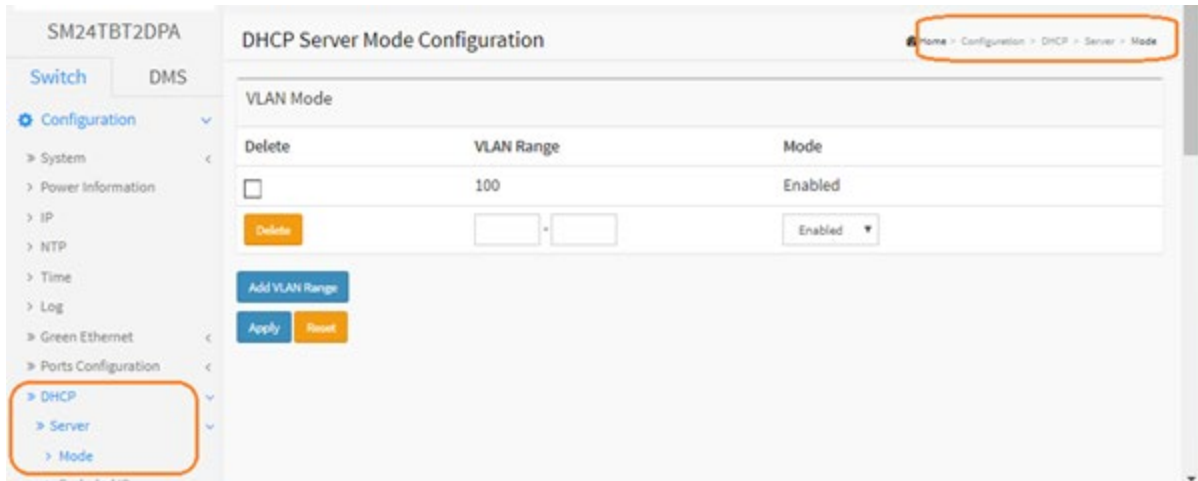 SM24TBT2DPA
Switch DMS
Configuration
System
Power Information
IP
NTP
Time
Log
Green Ethernet
Ports Configuration
DHCP
Server
Mode
DHCP Server Mode Configuration
Home > Configuration > DHCP > Server > Mode
VLAN Mode
Delete VLAN Range Mode
100 Enabled
Delete - Enabled
Add VLAN Range
Apply Reset